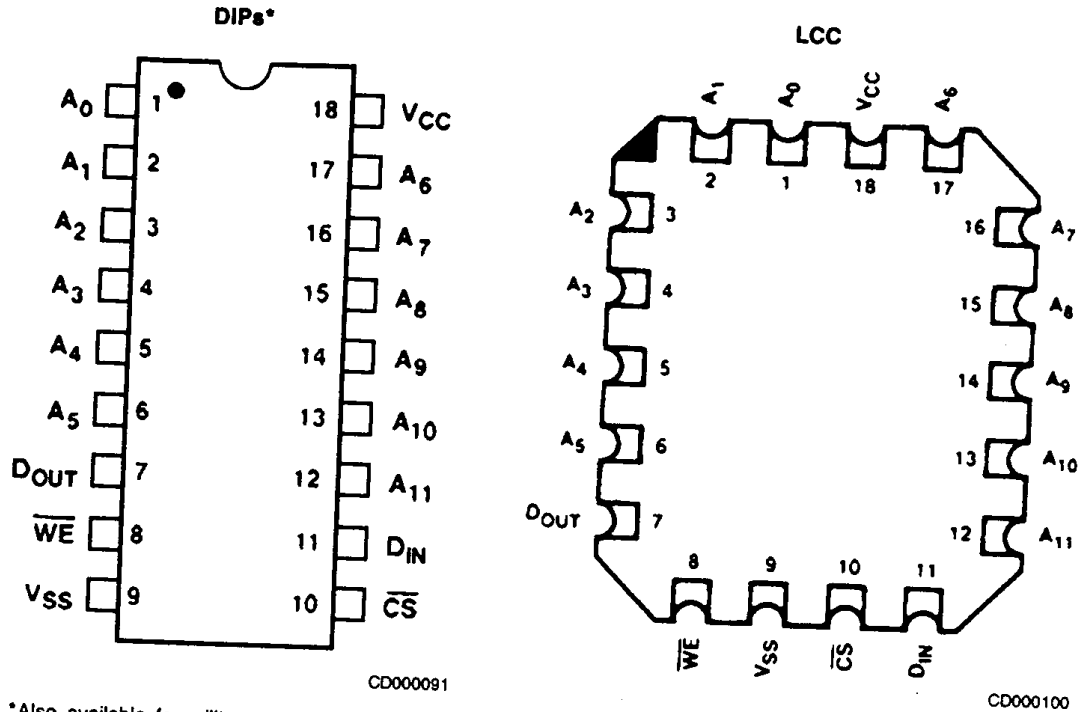 DIPs*
A0 1 18 VCC
A1 2 17 A6
A2 3 16 A7
A3 4 15 A8
A4 5 14 A9
A5 6 13 A10
DOUT 7 12 A11
WE 8 11 DIN
VSS 9 10 CS
CD000091
*Also available
LCC
A1 A0 VCC A6
2 1 18 17
A2 3 16 A7
A3 4 15 A8
A4 5 14 A9
A5 6 13 A10
DOUT 7 12 A11
8 9 10 11
WE VSS CS DIN
CD000100